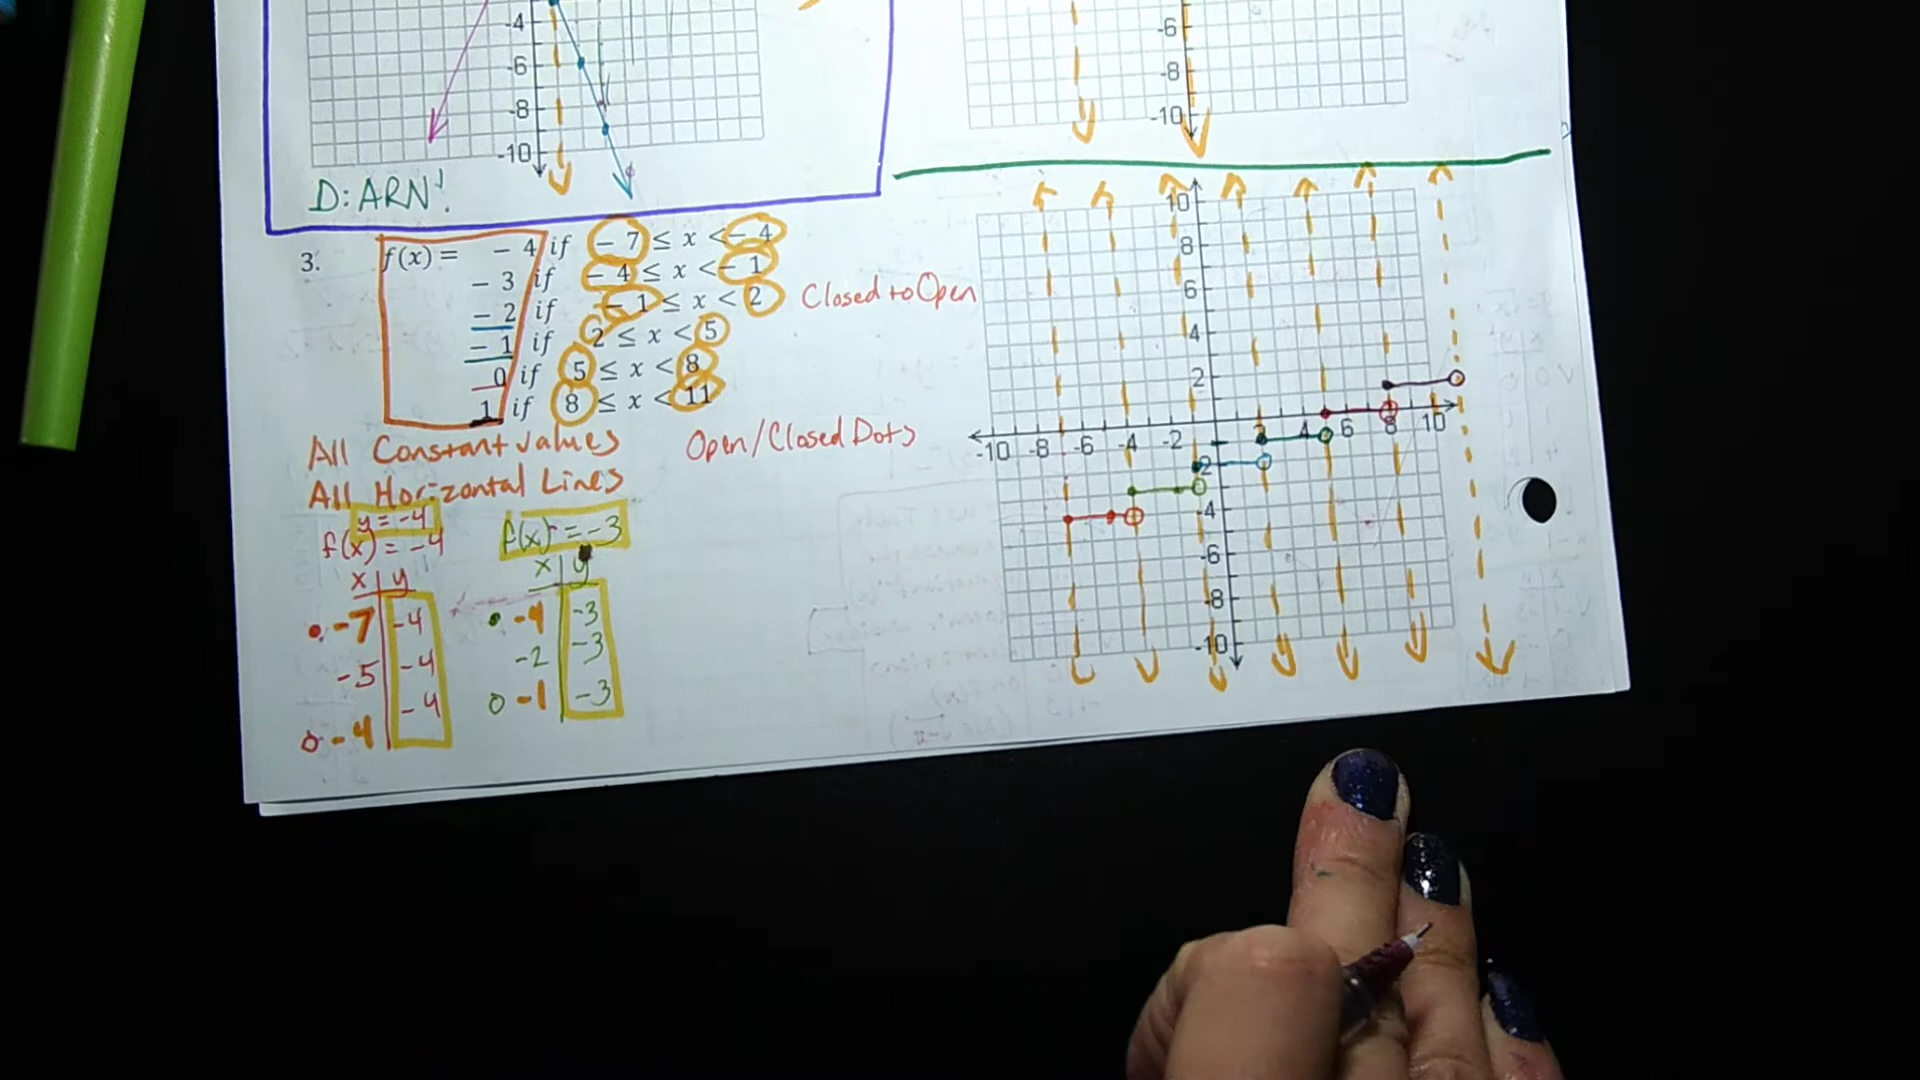 -4
-6
-8
-10
D: ARN!
-6
-8
-10
3. f(x) = - 4 if - 7 ≤ x < - 4
- 3 if - 4 ≤ x < - 1
- 2 if - 1 ≤ x < 2
- 1 if 2 ≤ x < 5
0 if 5 ≤ x < 8
1 if 8 ≤ x < 11
Closed to Open
All Constant values
Open/Closed Dots
All Horizontal Lines
y = -4
f(x) = -4
x | y
-7 | -4
-5 | -4
-4 | -4
f(x) = -3
x | y
-4 | -3
-2 | -3
-1 | -3
10
8
6
4
2
-10 -8 -6 -4 -2 2 4 6 8 10
-2
-4
-6
-8
-10